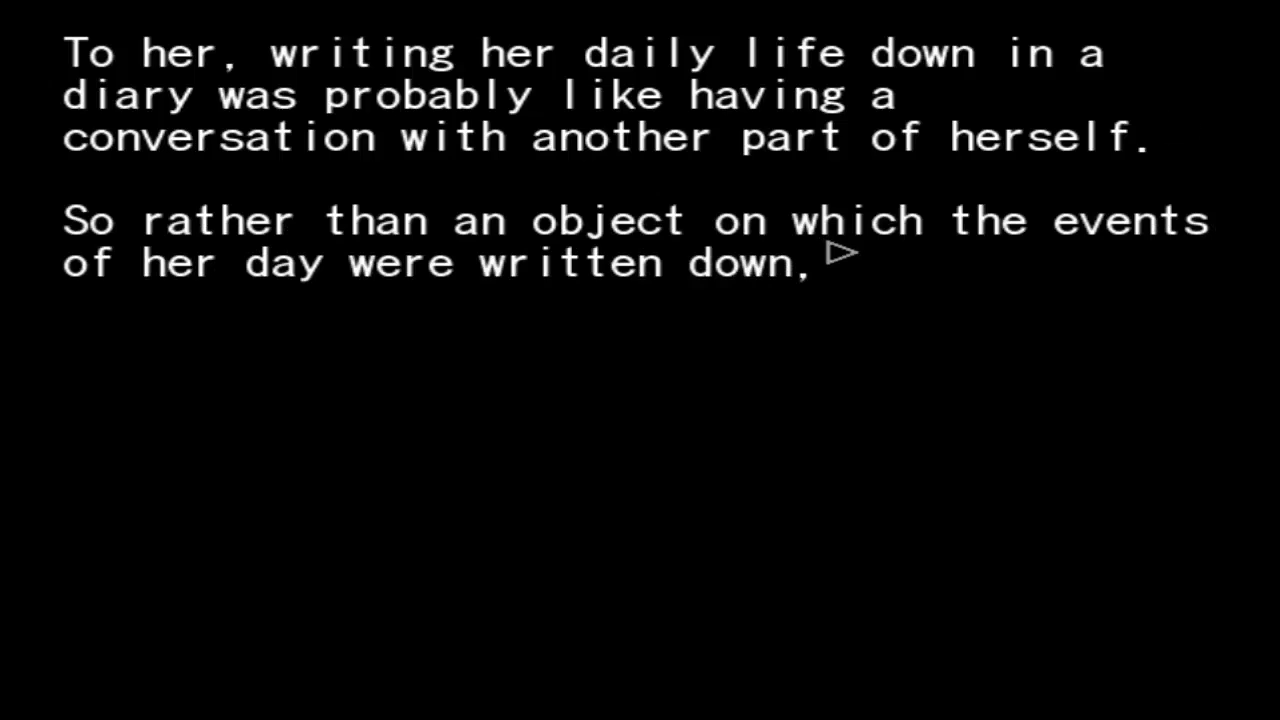 To her, writing her daily life down in a
diary was probably like having a
conversation with another part of herself.
So rather than an object on which the events
of her day were written down,